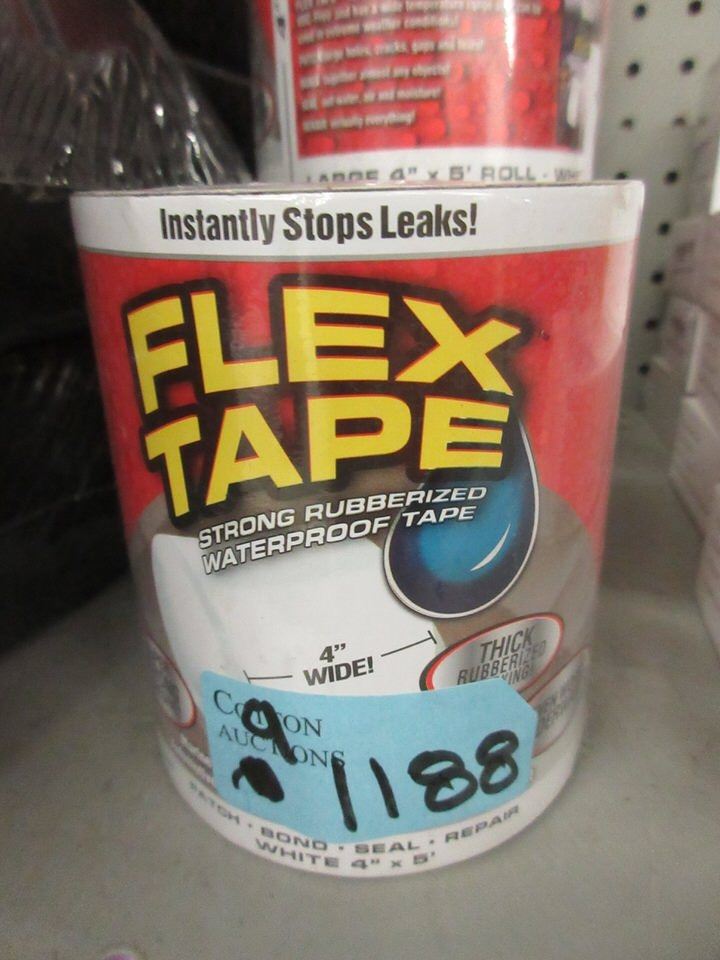 LARGE 4" x 5' ROLL
Instantly Stops Leaks!
FLEX
TAPE
STRONG RUBBERIZED
WATERPROOF TAPE
4"
WIDE!
THICK
RUBBERIZED
9
AUCTIONS
1188
PATCH • BOND • SEAL • REPAIR
WHITE 4" x 5'